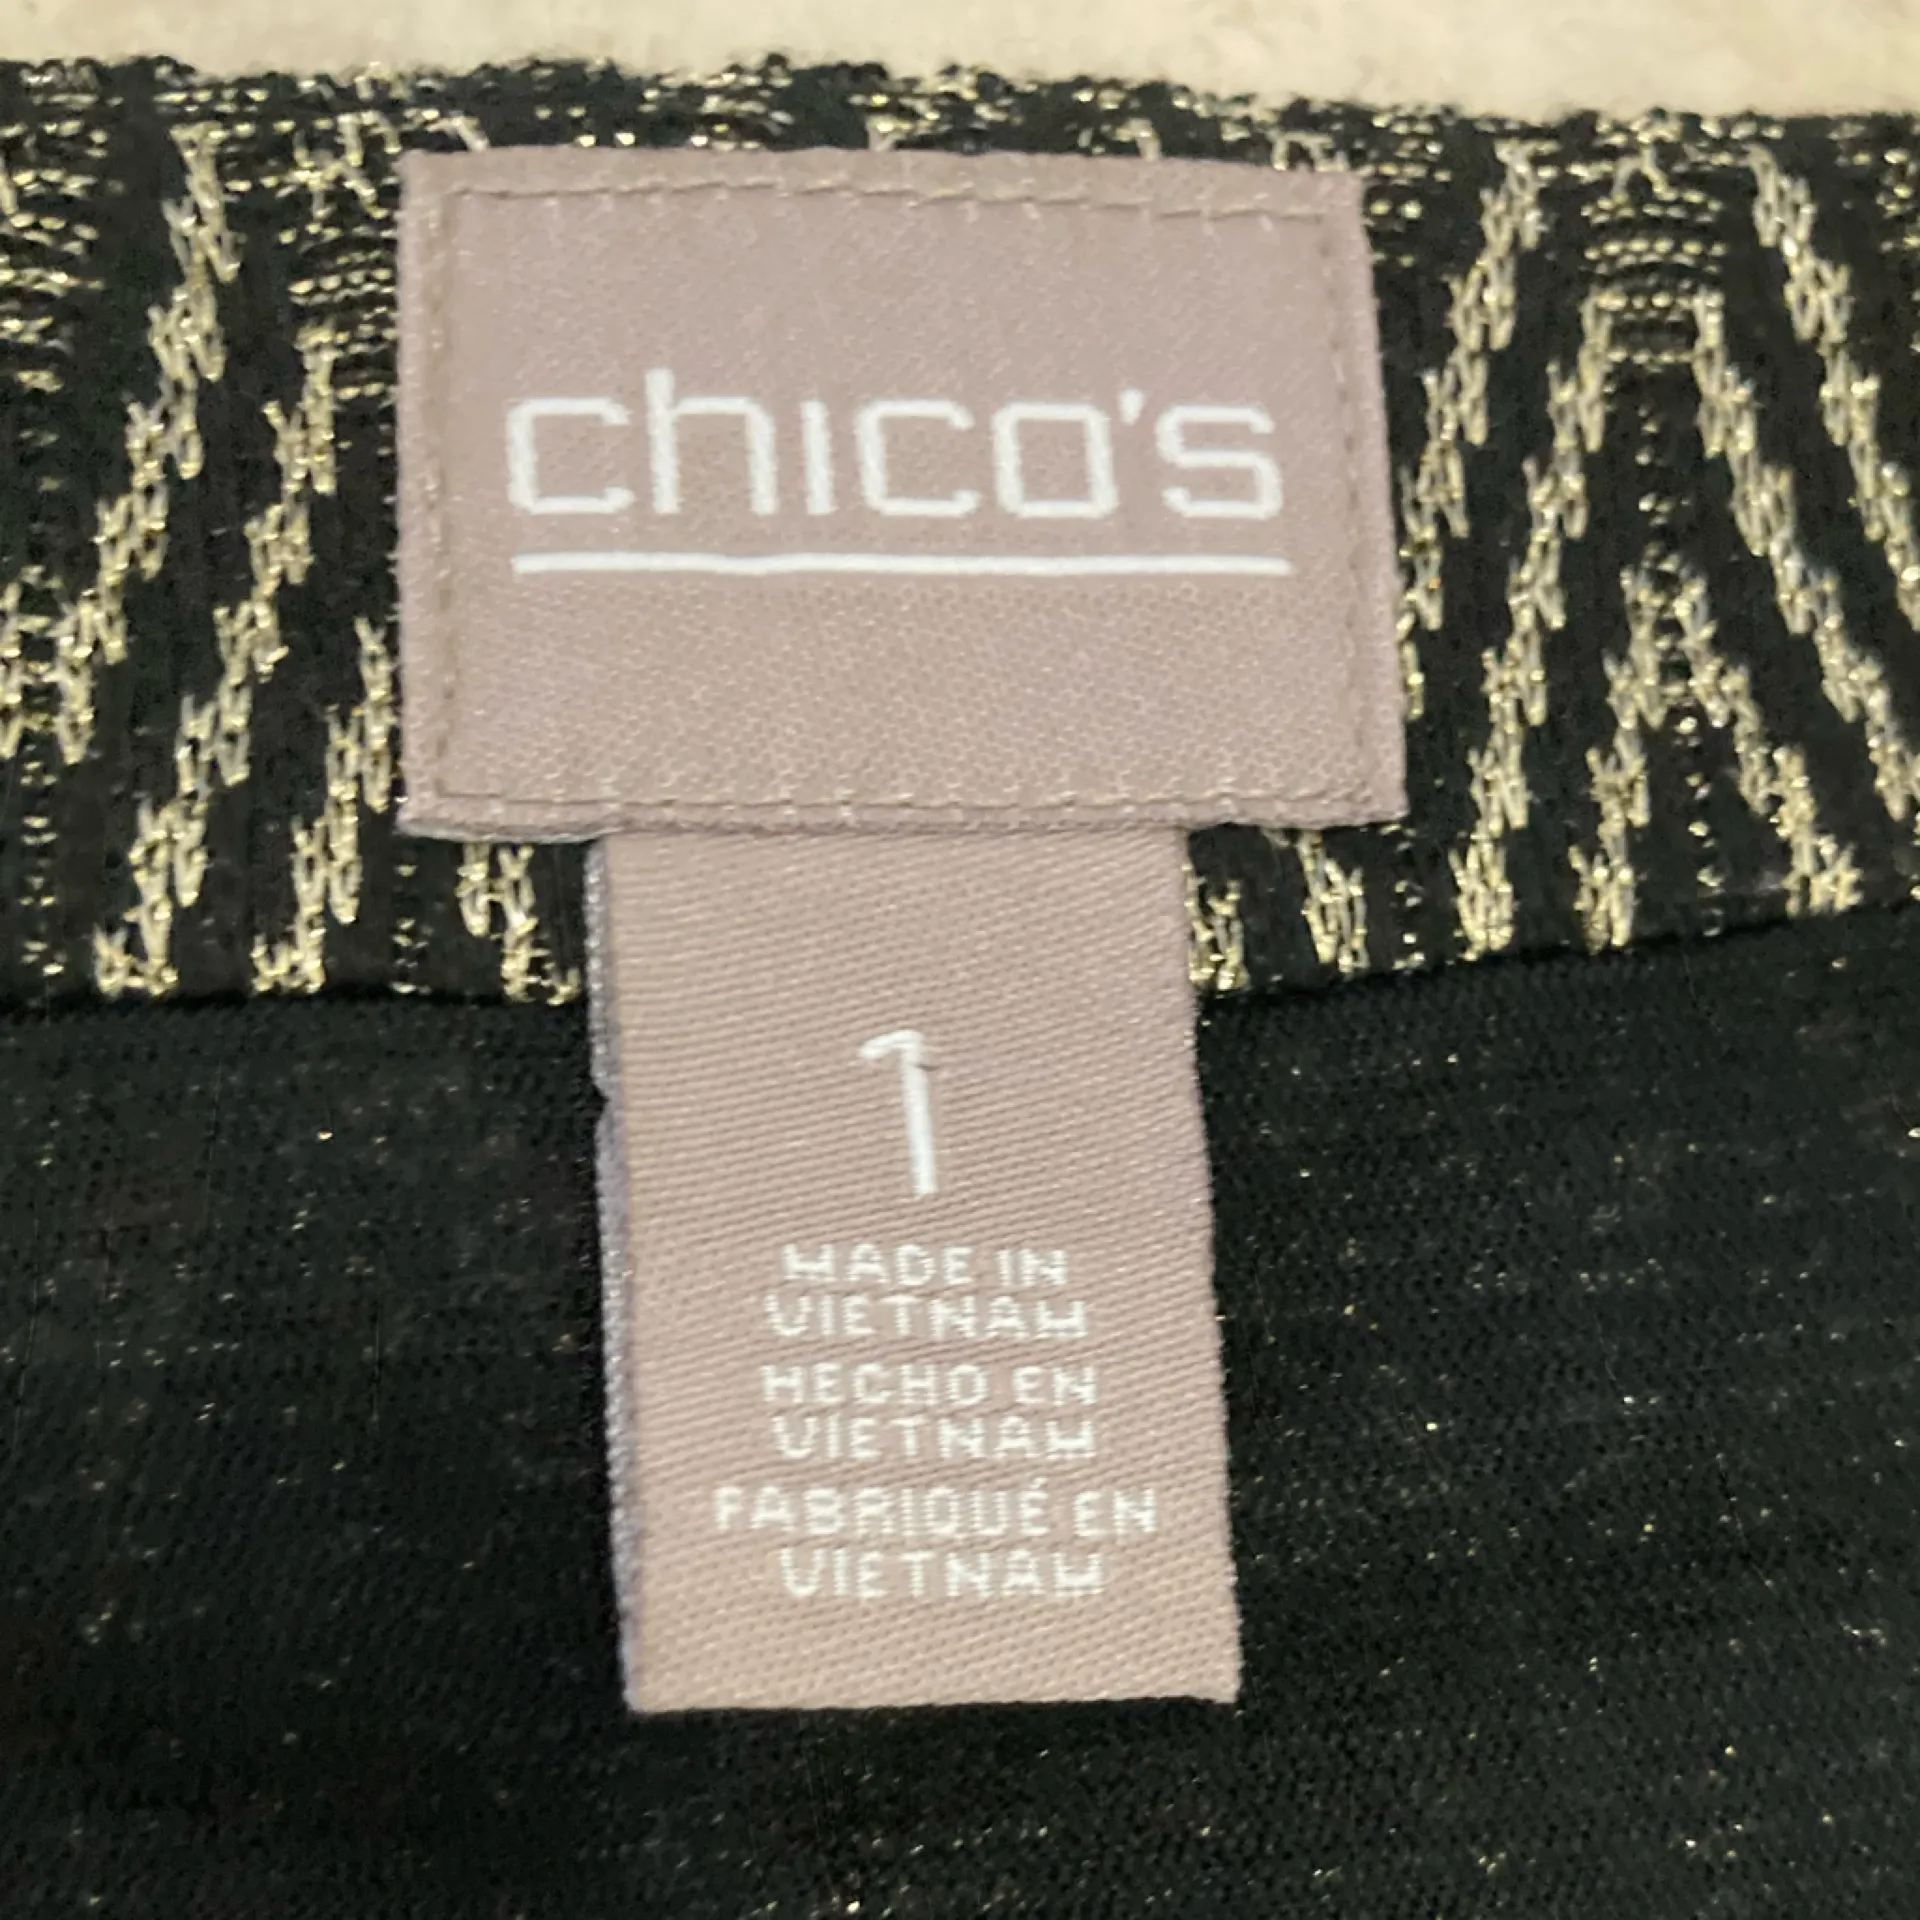 chico's
1
MADE IN
VIETNAM
HECHO EN
VIETNAM
FABRIQUÉ EN
VIETNAM